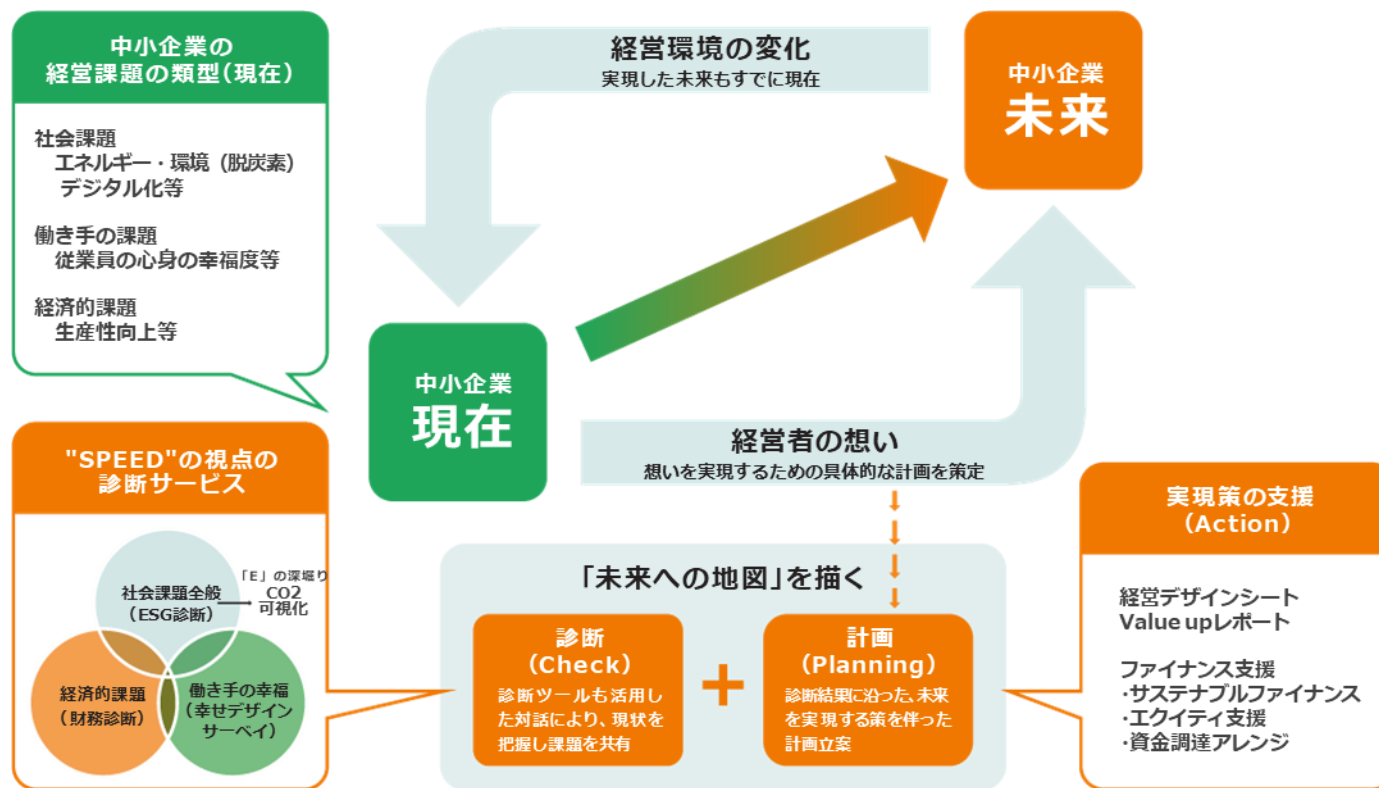 中小企業の
経営課題の類型(現在)
社会課題
エネルギー・環境(脱炭素)
デジタル化等
働き手の課題
従業員の心身の幸福度等
経済的課題
生産性向上等
経営環境の変化
実現した未来もすでに現在
中小企業
未来
中小企業
現在
経営者の想い
想いを実現するための具体的な計画を策定
"SPEED"の視点の
診断サービス
社会課題全般
(ESG診断)
「E」の深堀り
CO2
可視化
経済的課題
(財務診断)
働き手の幸福
(幸せデザイン
サーベイ)
「未来への地図」を描く
診断
(Check)
診断ツールも活用し
た対話により、現状を
把握し課題を共有
+
計画
(Planning)
診断結果に沿った、未来
を実現する策を伴った
計画立案
実現策の支援
(Action)
経営デザインシート
Value upレポート
ファイナンス支援
・サステナブルファイナンス
・エクイティ支援
・資金調達アレンジ